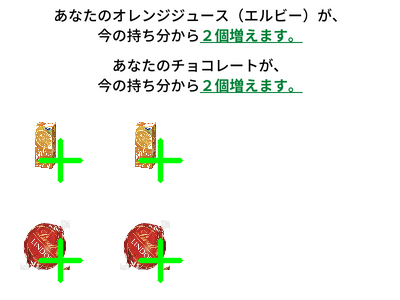 あなたのオレンジジュース（エルビー）が、
今の持ち分から２個増えます。
あなたのチョコレートが、
今の持ち分から２個増えます。